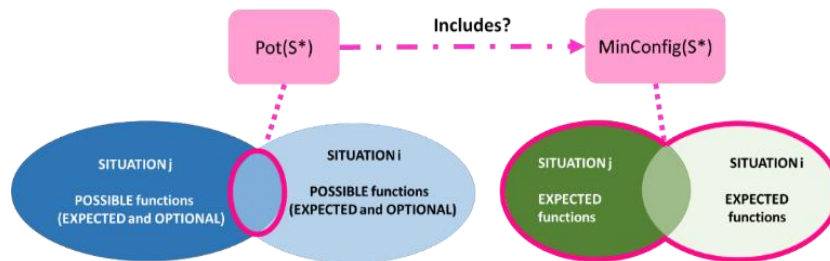 Includes?
Pot(S*)
MinConfig(S*)
SITUATION j
POSSIBLE functions
(EXPECTED and OPTIONAL)
SITUATION i
POSSIBLE functions
(EXPECTED and OPTIONAL)
SITUATION j
EXPECTED
functions
SITUATION i
EXPECTED
functions